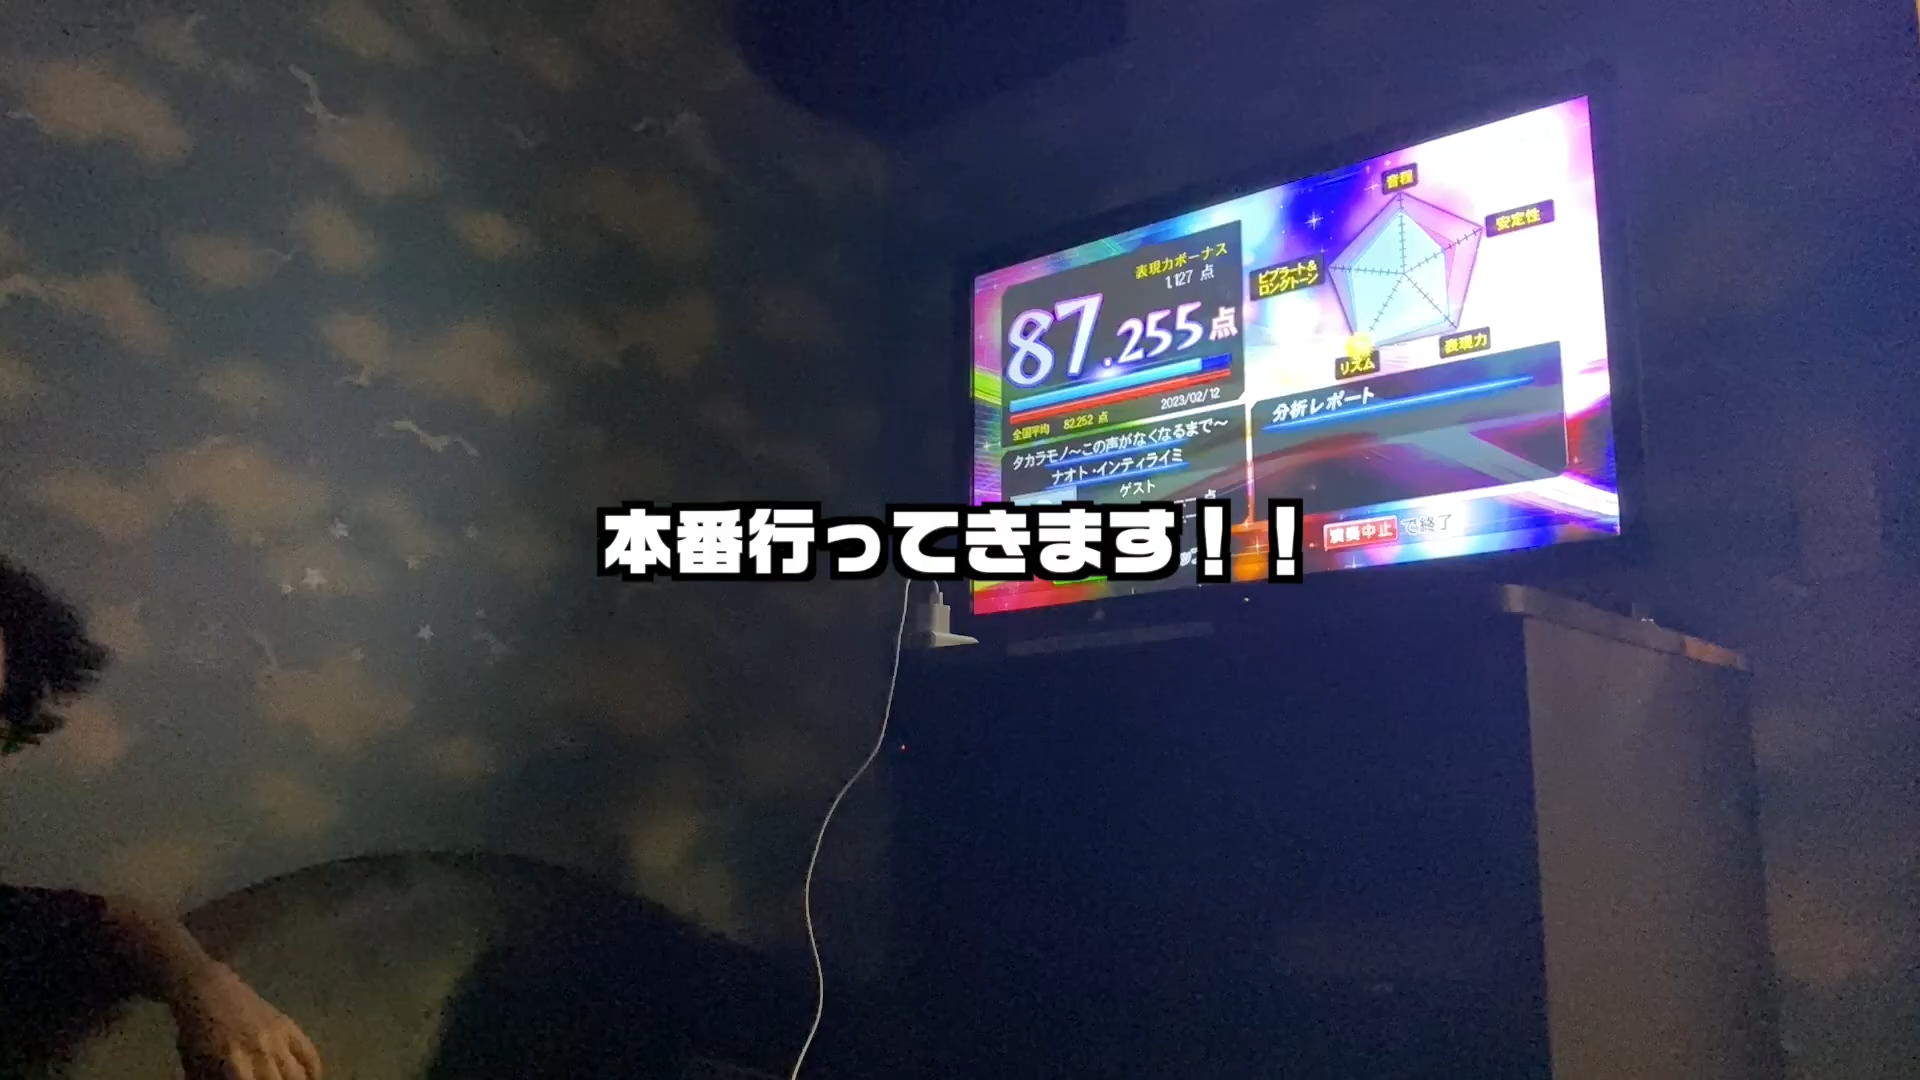 音程
安定性
表現力ボーナス
1.127 点
ビブラート&
ロングトーン
87.255点
表現力
リズム
2023/02/12
全国平均 82.252 点
分析レポート
タカラモノ～この声がなくなるまで～
ナオト・インティライミ
ゲスト
点
演奏中止 で終了
本番行ってきます！！